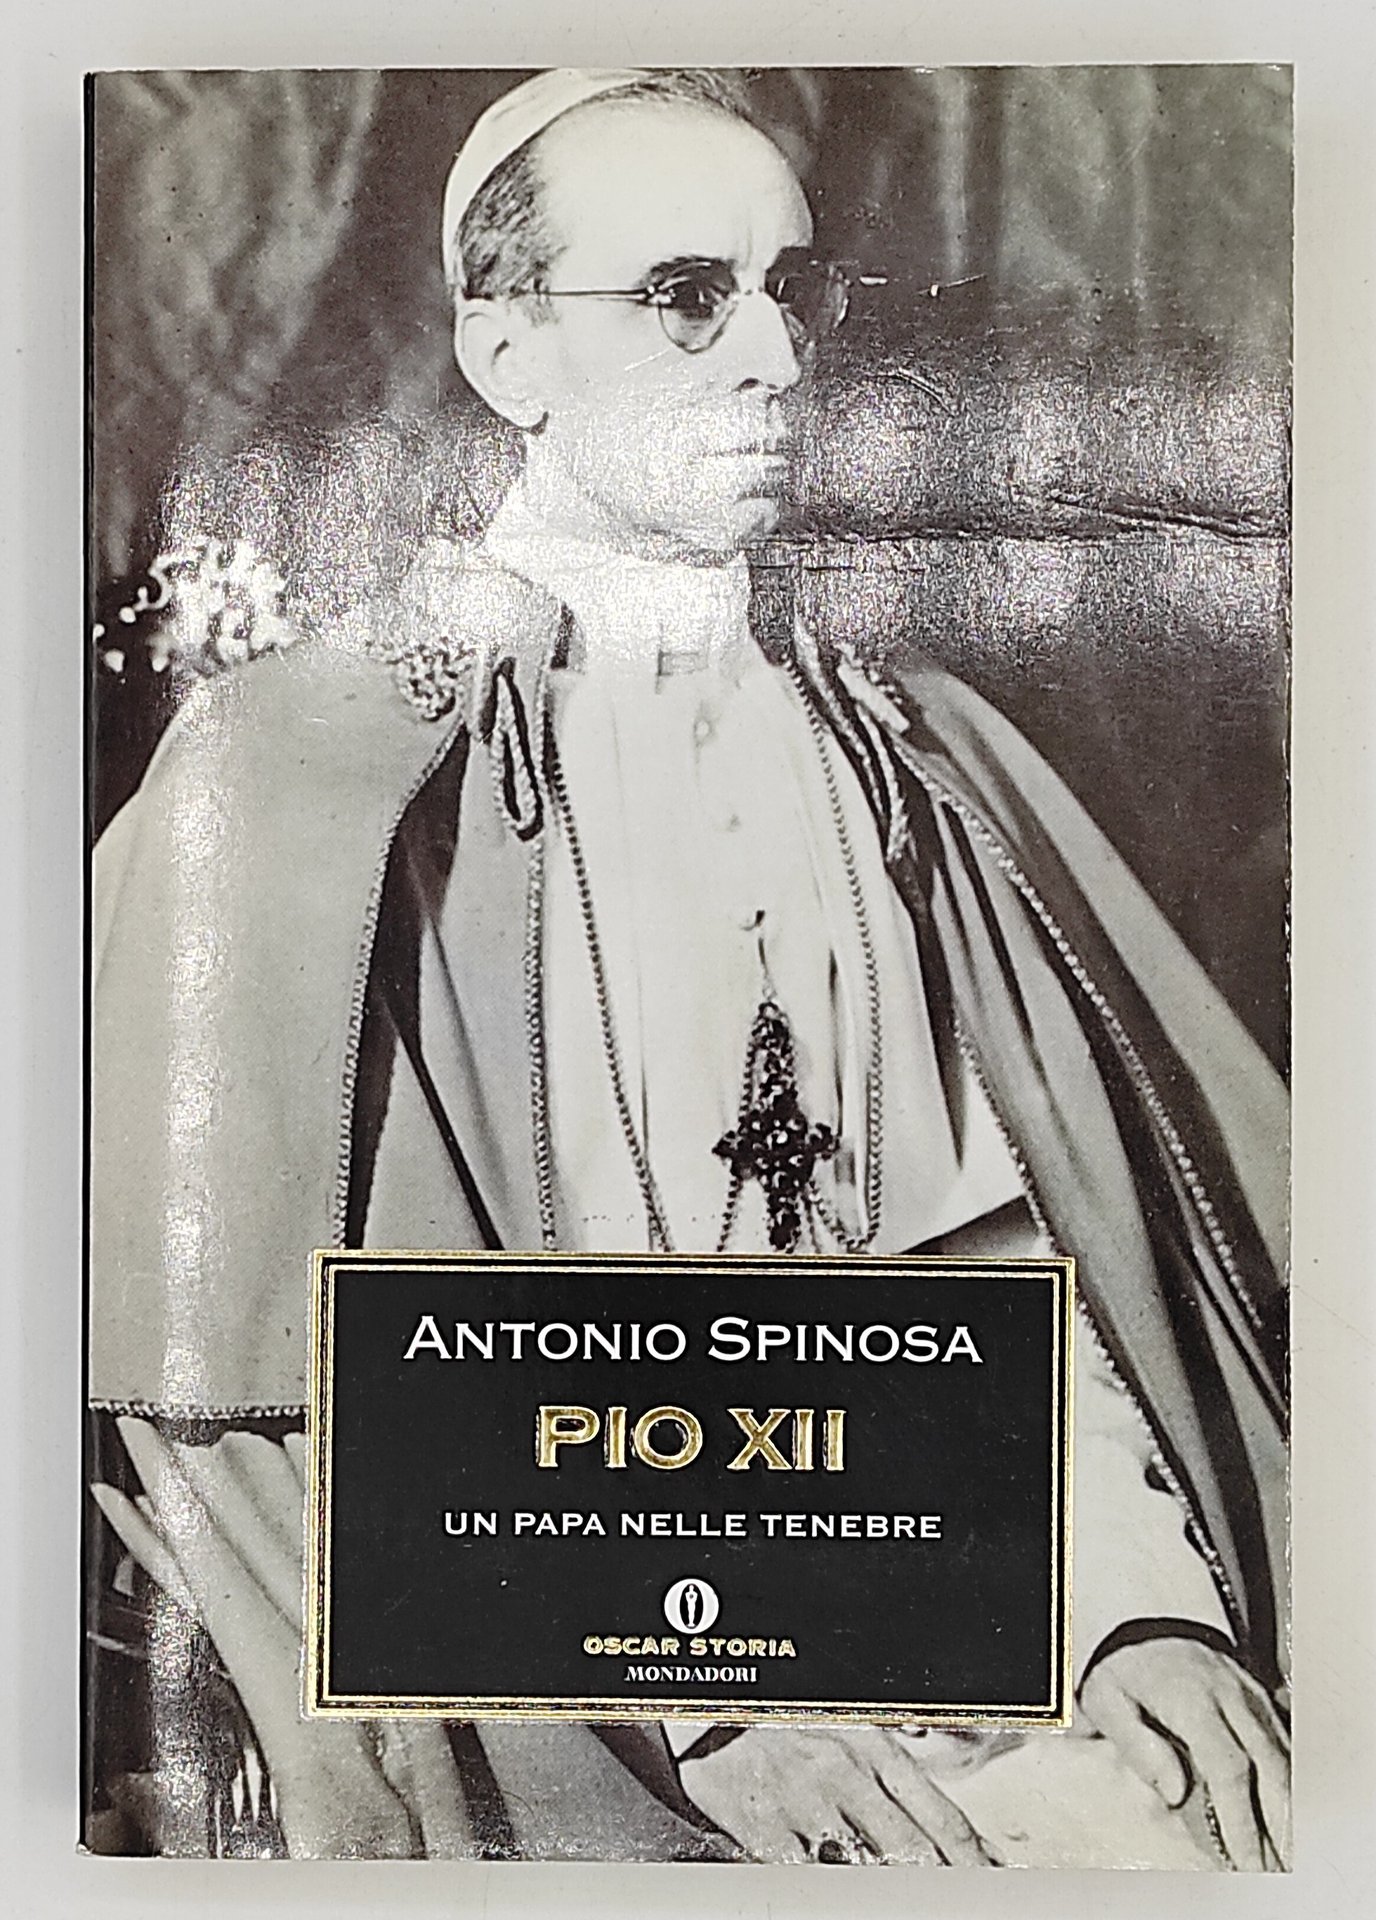 ANTONIO SPINOSA
PIO XII
UN PAPA NELLE TENEBRE
OSCAR STORIA
MONDADORI